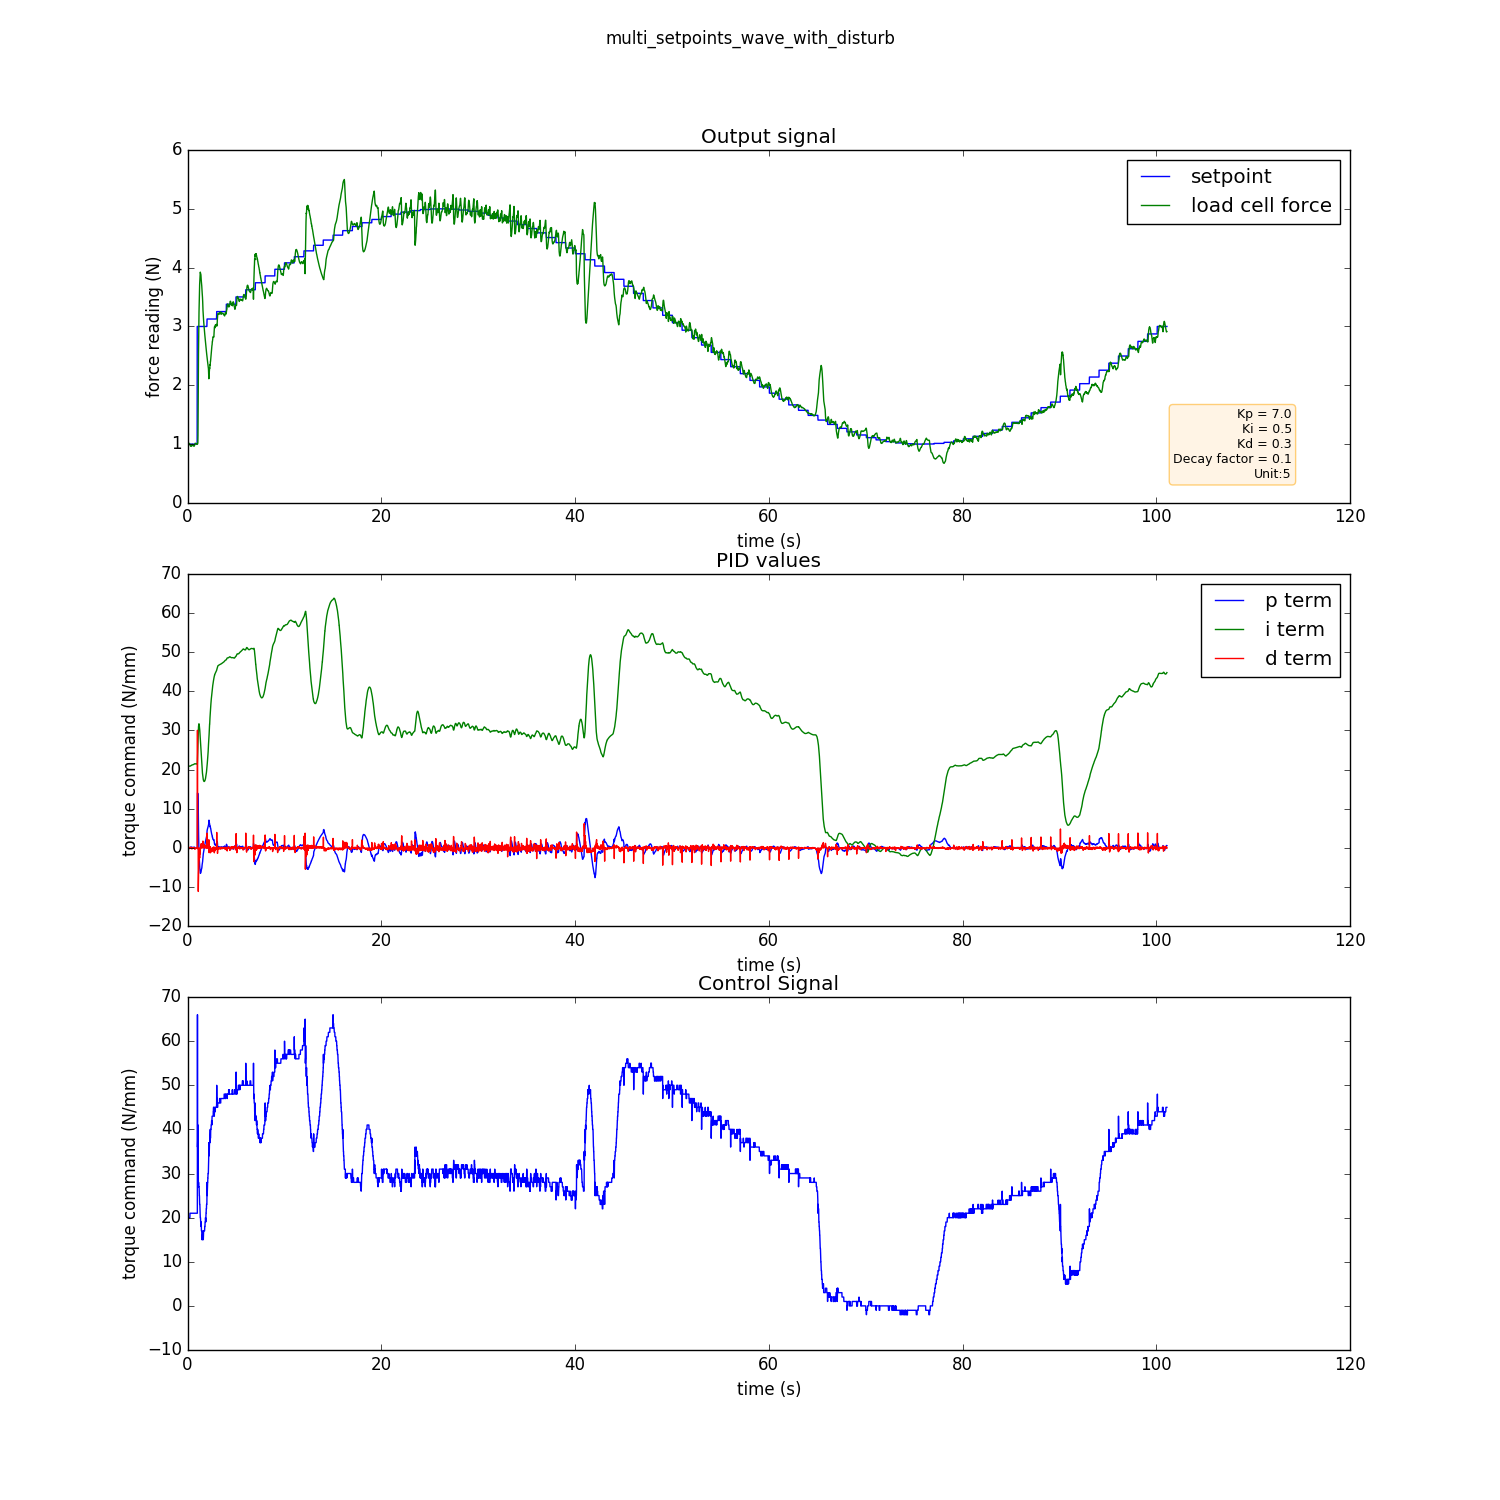 multi_setpoints_wave_with_disturb
Output signal
6
5
4
3
2
1
0
force reading (N)
setpoint
load cell force
Kp = 7.0
Ki = 0.5
Kd = 0.3
Decay factor = 0.1
Unit:5
0 20 40 60 80 100 120
time (s)
PID values
70
60
50
40
30
20
10
0
−10
−20
torque command (N/mm)
p term
i term
d term
0 20 40 60 80 100 120
time (s)
Control Signal
70
60
50
40
30
20
10
0
−10
torque command (N/mm)
0 20 40 60 80 100 120
time (s)